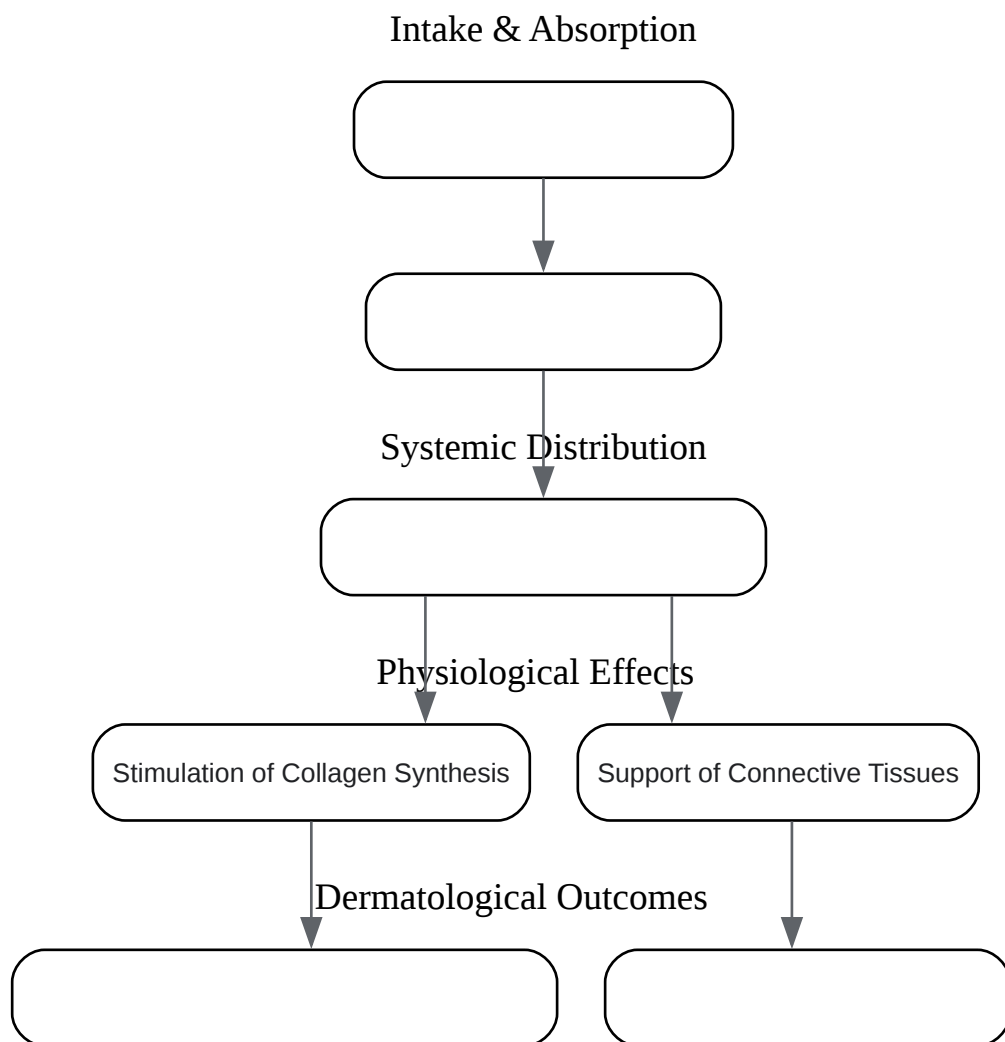 Intake & Absorption
Systemic Distribution
Physiological Effects
Stimulation of Collagen Synthesis
Support of Connective Tissues
Dermatological Outcomes